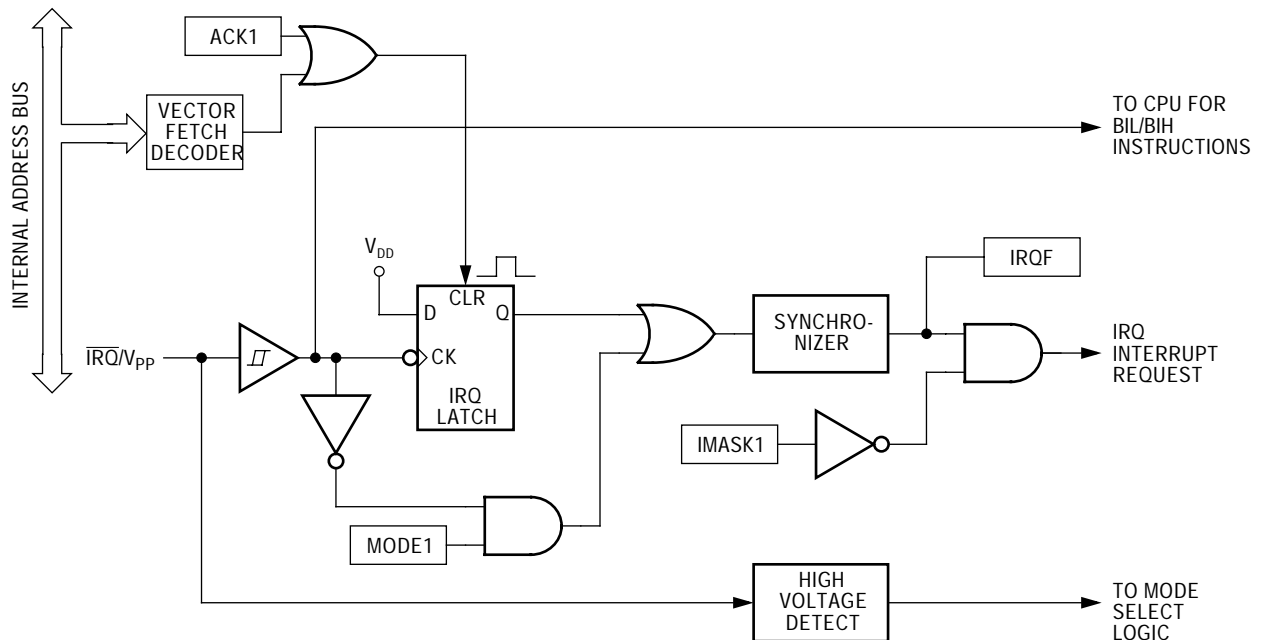 INTERNAL ADDRESS BUS
ACK1
VECTOR
FETCH
DECODER
TO CPU FOR
BIL/BIH
INSTRUCTIONS
V_DD
CLR
D
Q
CK
IRQ
LATCH
I̅R̅Q̅/V_PP
SYNCHRO-
NIZER
IRQF
IRQ
INTERRUPT
REQUEST
IMASK1
MODE1
HIGH
VOLTAGE
DETECT
TO MODE
SELECT
LOGIC